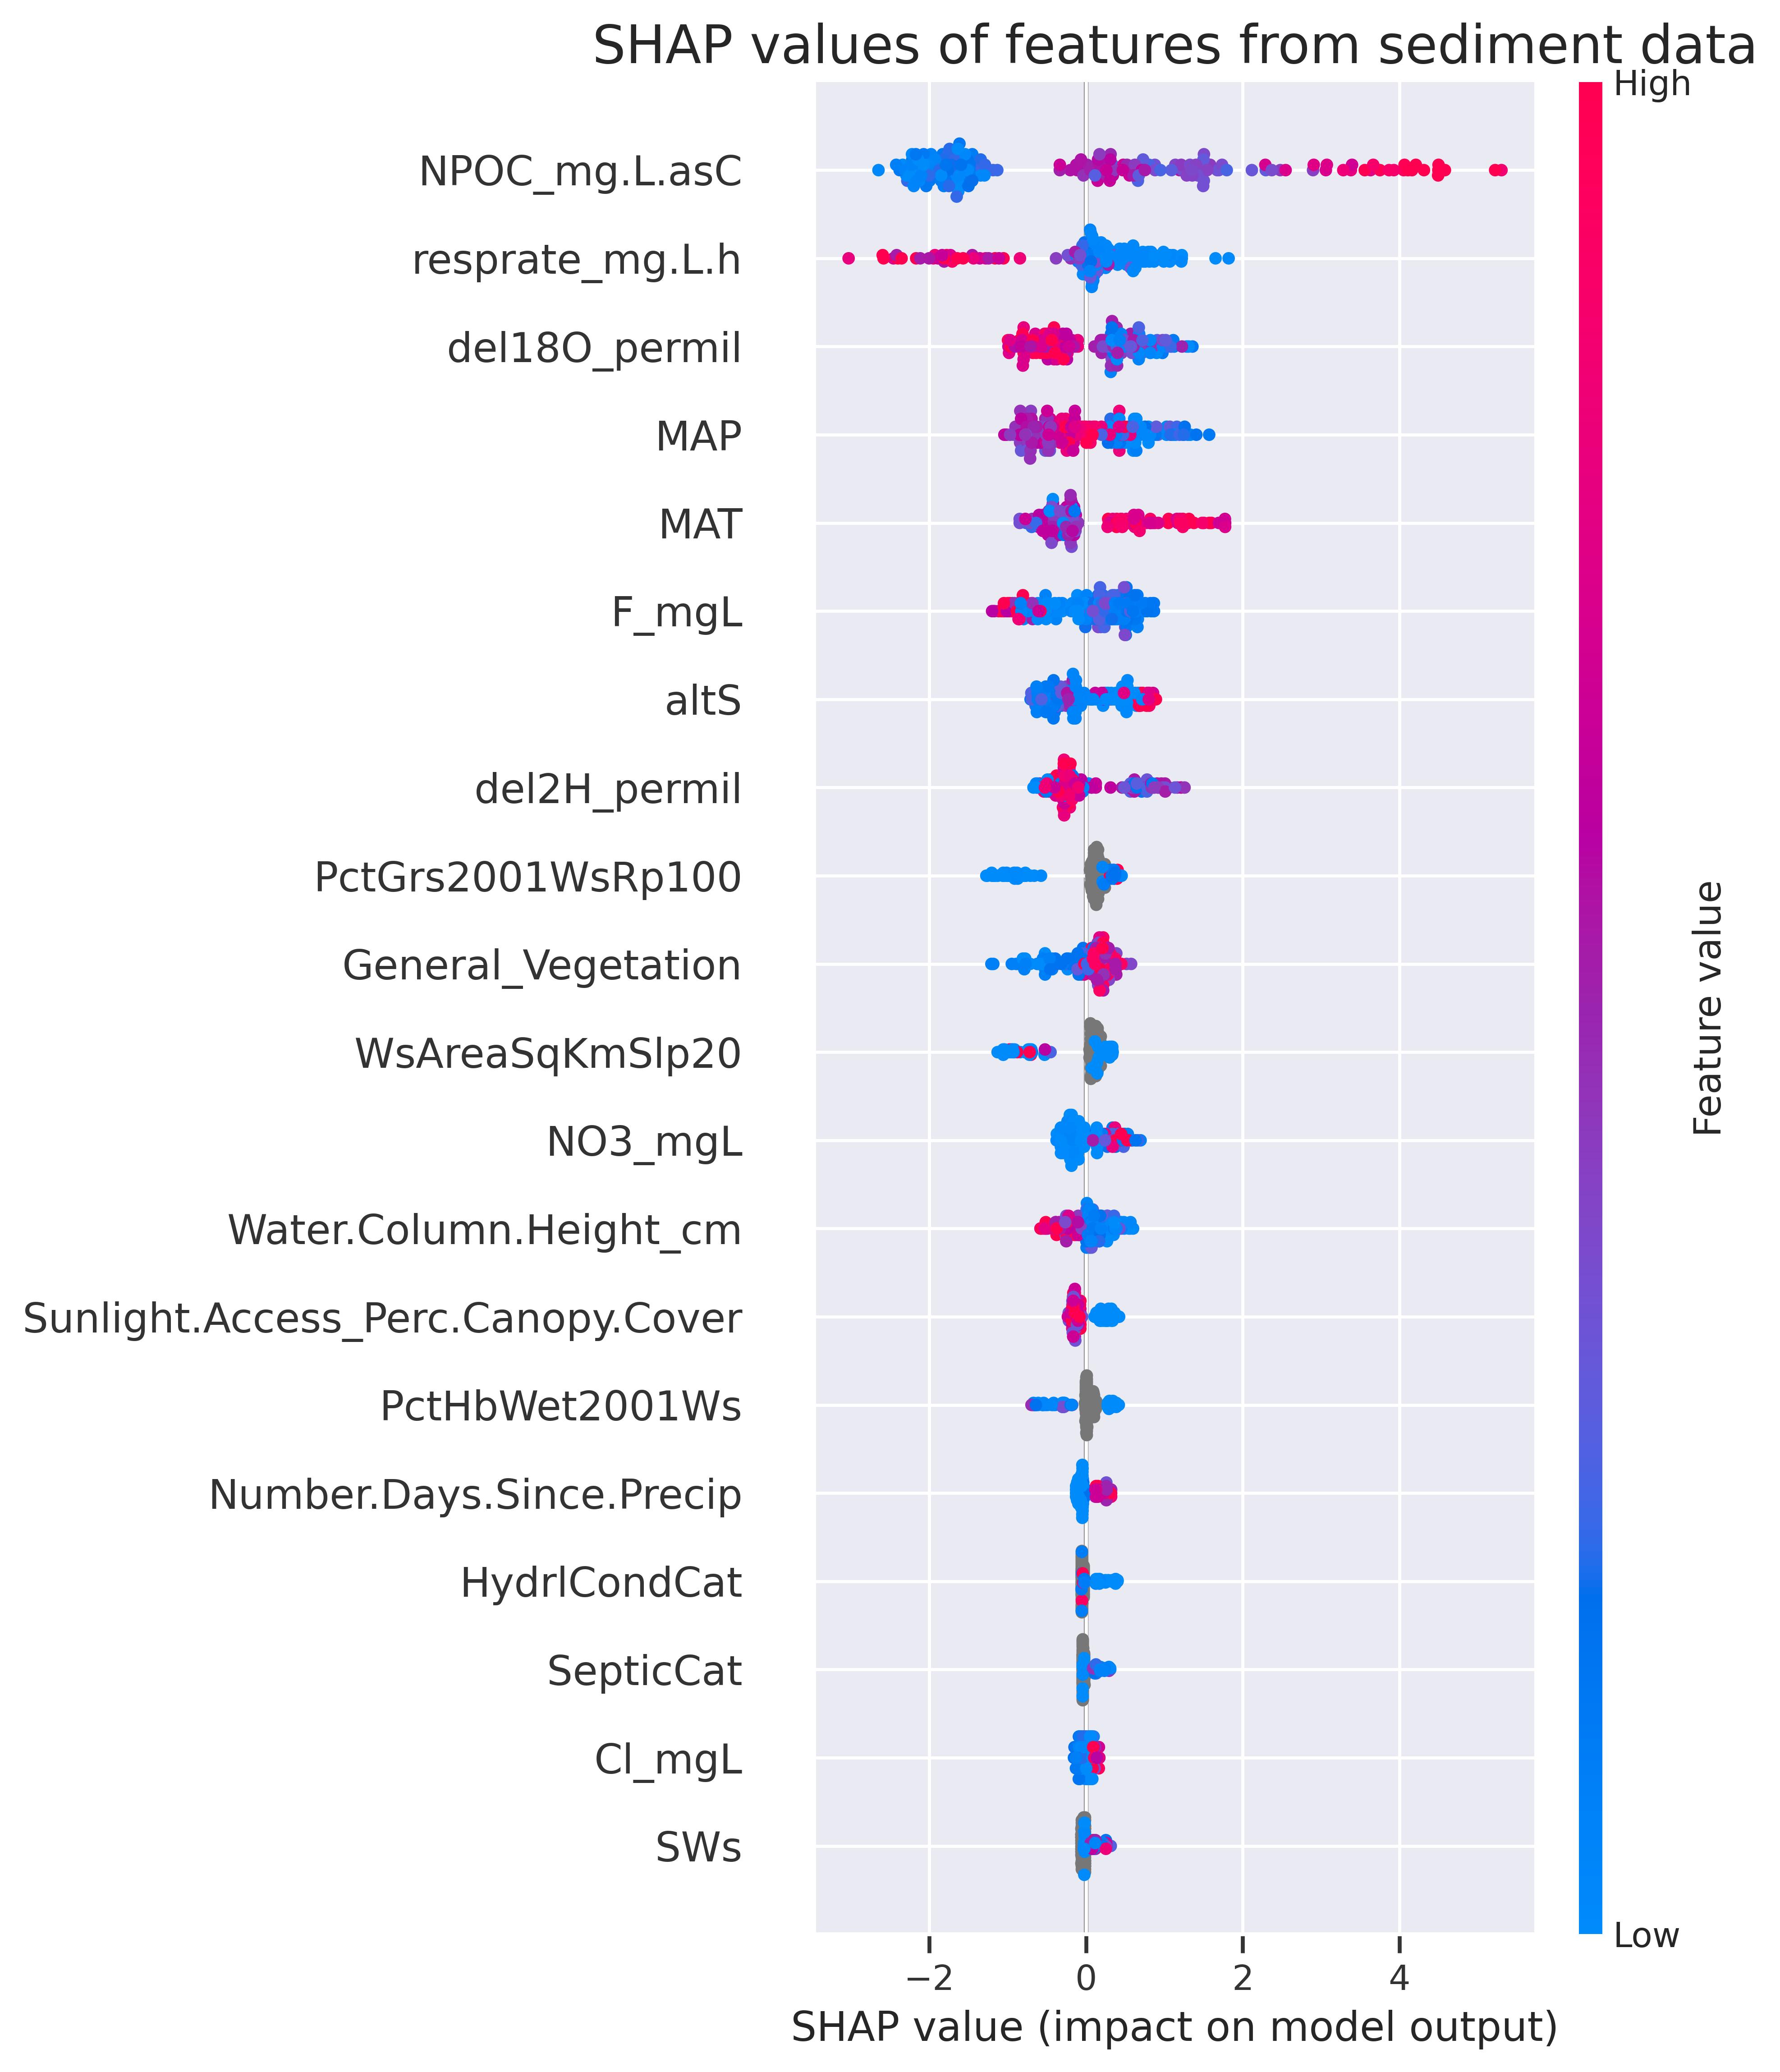 SHAP values of features from sediment data
High
NPOC_mg.L.asC
resprate_mg.L.h
del18O_permil
MAP
MAT
F_mgL
altS
del2H_permil
PctGrs2001WsRp100
General_Vegetation
WsAreaSqKmSlp20
NO3_mgL
Water.Column.Height_cm
Sunlight.Access_Perc.Canopy.Cover
PctHbWet2001Ws
Number.Days.Since.Precip
HydrlCondCat
SepticCat
Cl_mgL
SWs
Feature value
Low
−2 0 2 4
SHAP value (impact on model output)